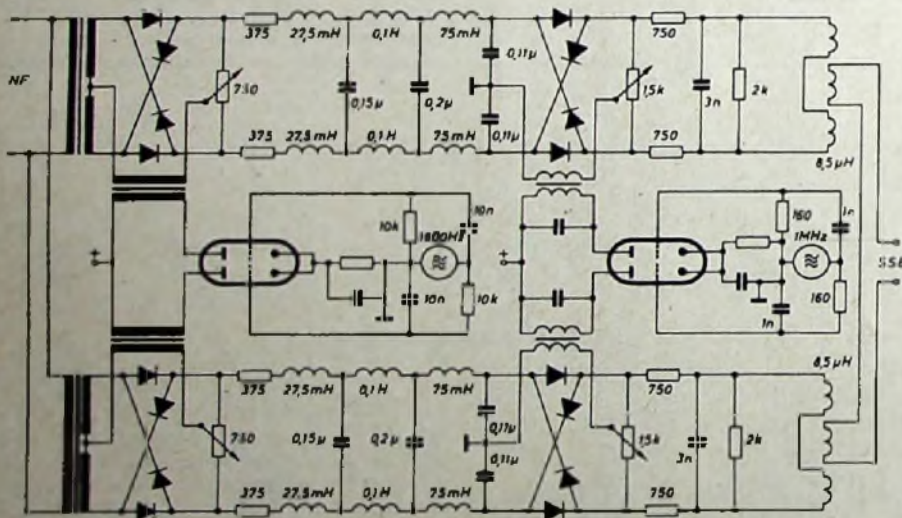 375 27,5mH 0,1H 75mH 0,11μ 750
NF 750 0,15μ 0,2μ 1,5k 3n 2k
0,11μ
375 27,5mH 0,1H 75mH 750 8,5μH
10k 10n 160 1n
1600Hz 1MHz
+ + SSB
10n 10k 160
1n
8,5μH
375 27,5mH 0,1H 75mH 750
0,11μ
750 0,15μ 0,2μ 1,5k 2k
0,11μ 3n
375 27,5mH 0,1H 75mH 750